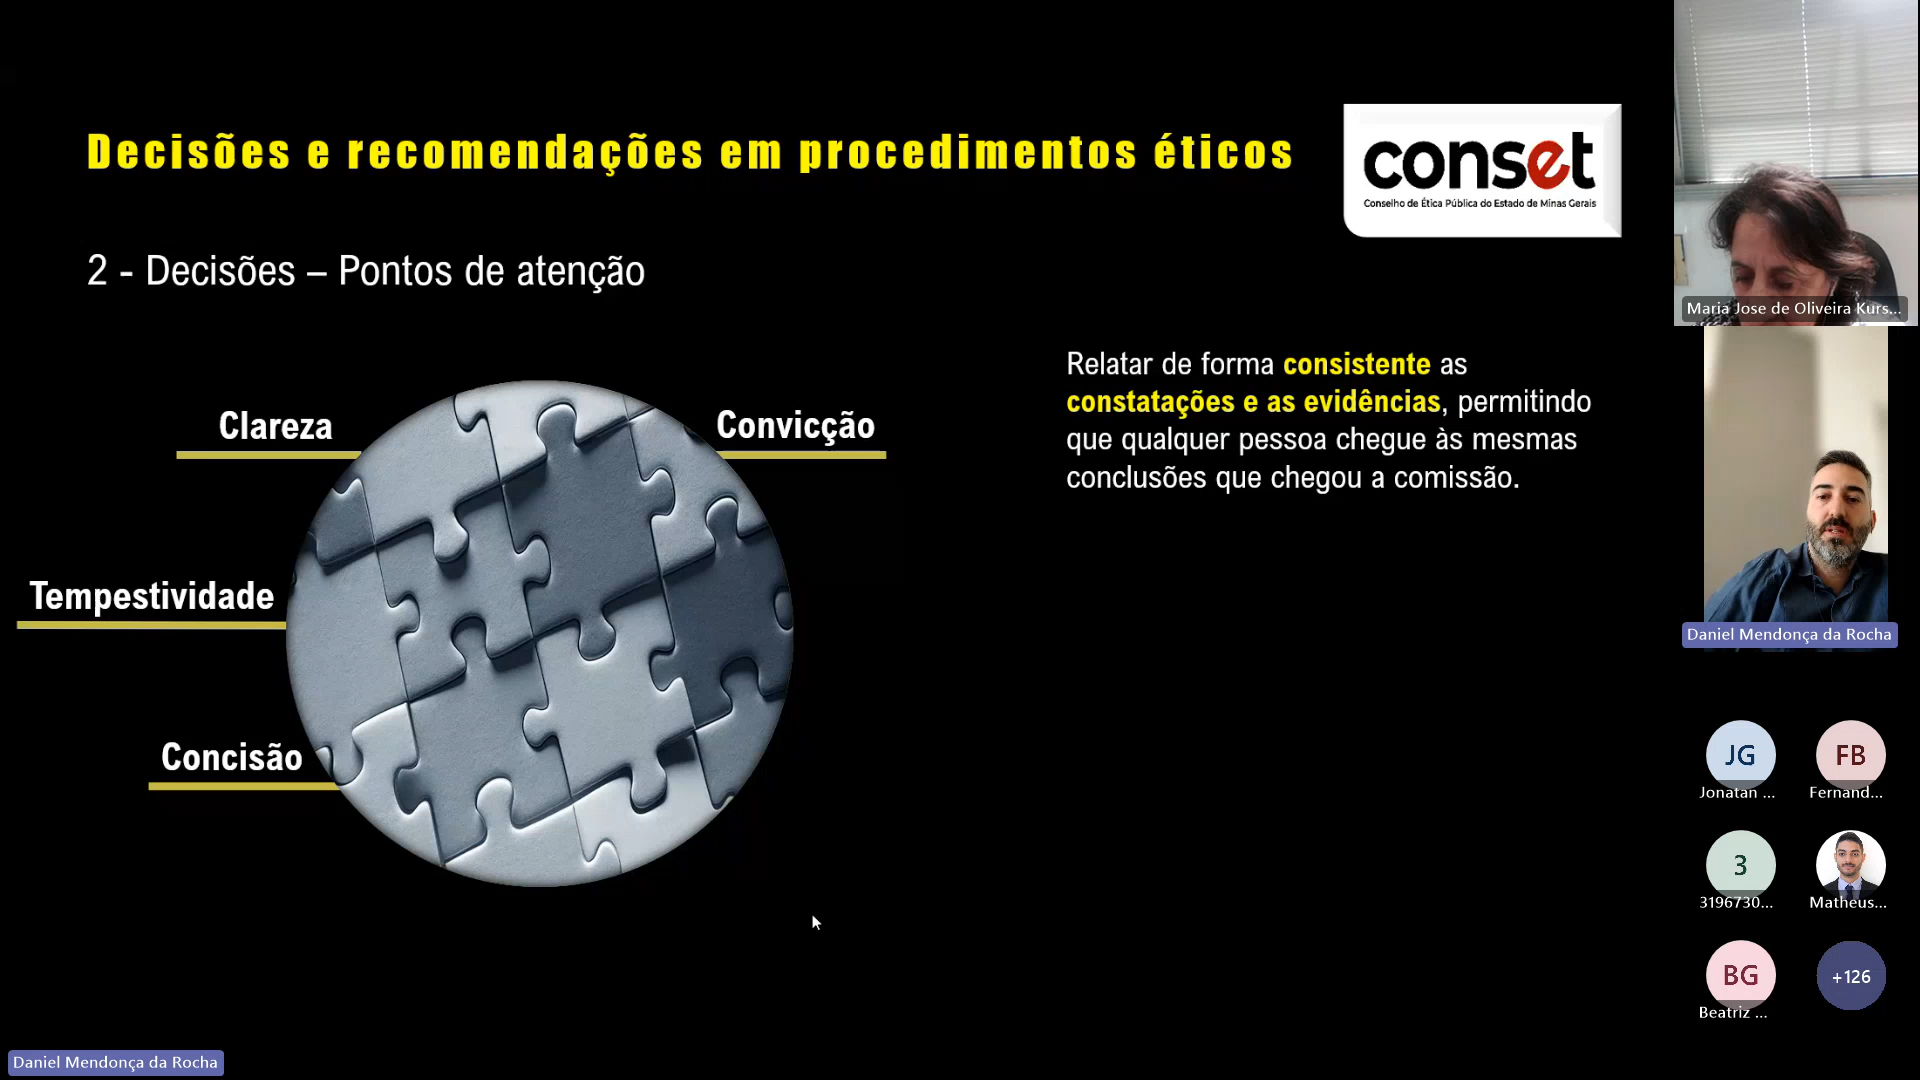 Decisões e recomendações em procedimentos éticos
conset
Conselho de Ética Pública do Estado de Minas Gerais
2 - Decisões – Pontos de atenção
Clareza
Convicção
Tempestividade
Concisão
Relatar de forma consistente as
constatações e as evidências, permitindo
que qualquer pessoa chegue às mesmas
conclusões que chegou a comissão.
Maria Jose de Oliveira Kurs...
Daniel Mendonça da Rocha
JG
Jonatan ...
FB
Fernand...
3
3196730...
Matheus...
BG
Beatriz ...
+126
Daniel Mendonça da Rocha